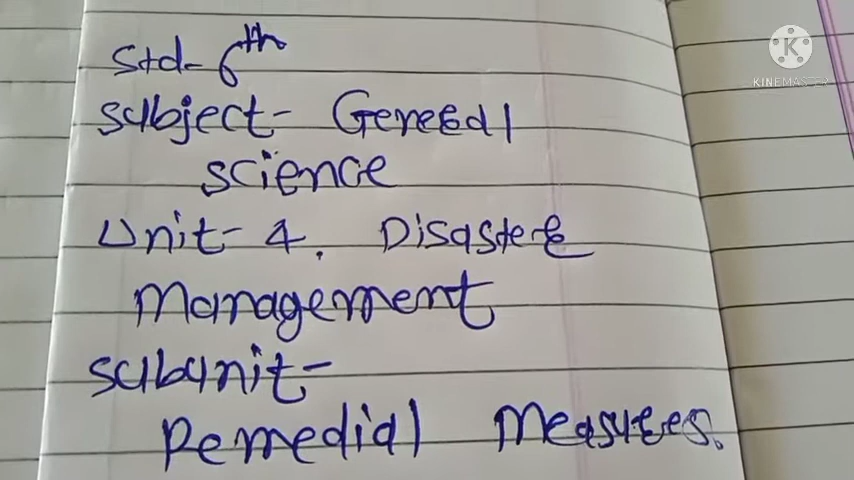 Std- 6th
Subject- General
science
Unit- 4. Disaster
Management
Subunit-
Remedial Measures.
K
KINEMASTER